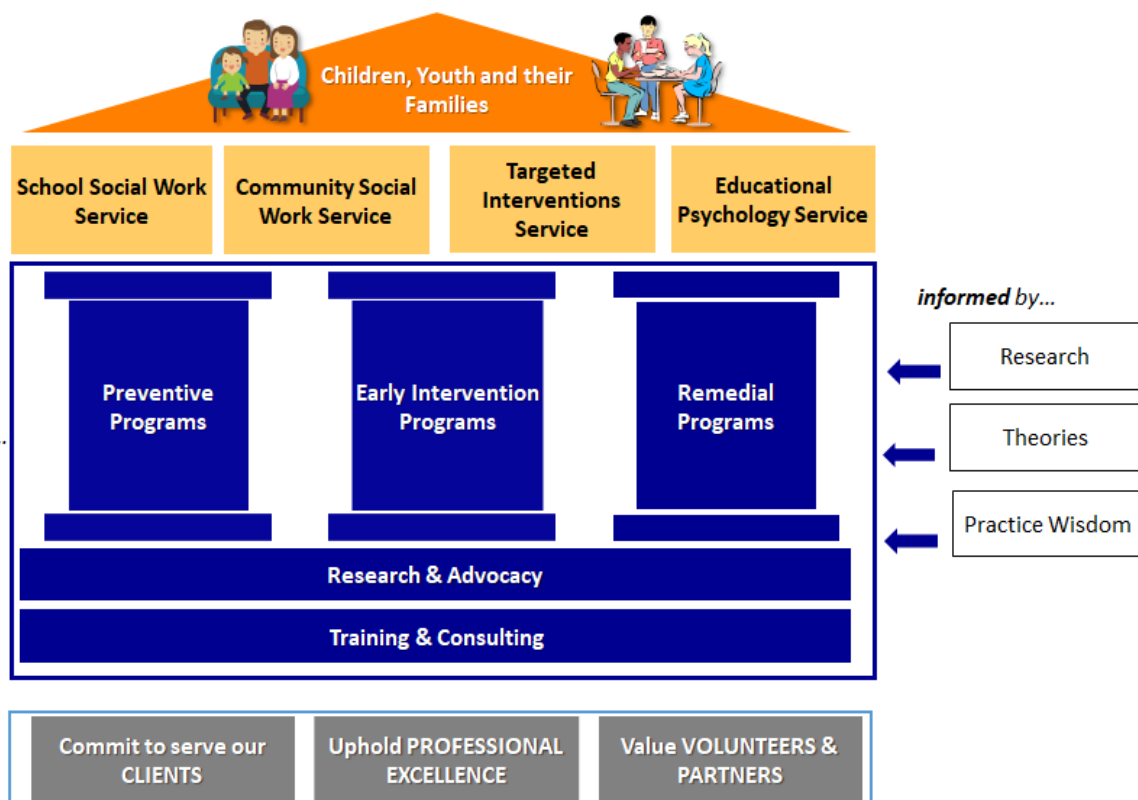 Children, Youth and their
Families
School Social Work
Service
Community Social
Work Service
Targeted
Interventions
Service
Educational
Psychology Service
informed by...
Preventive
Programs
Early Intervention
Programs
Remedial
Programs
Research
Theories
Practice Wisdom
..
Research & Advocacy
Training & Consulting
Commit to serve our
CLIENTS
Uphold PROFESSIONAL
EXCELLENCE
Value VOLUNTEERS &
PARTNERS